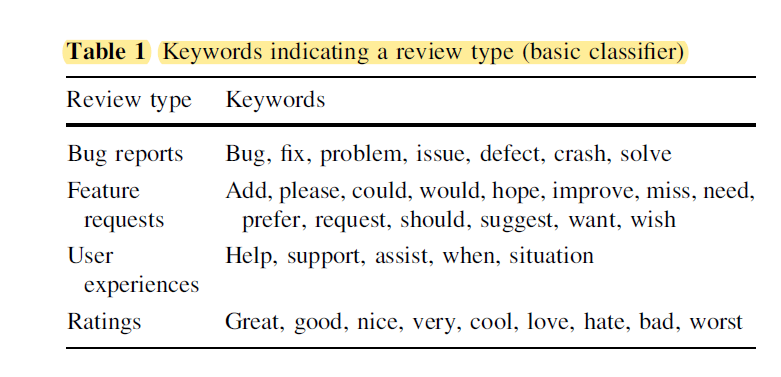 Table 1 Keywords indicating a review type (basic classifier)
Review type Keywords
Bug reports Bug, fix, problem, issue, defect, crash, solve
Feature Add, please, could, would, hope, improve, miss, need,
requests prefer, request, should, suggest, want, wish
User Help, support, assist, when, situation
experiences
Ratings Great, good, nice, very, cool, love, hate, bad, worst